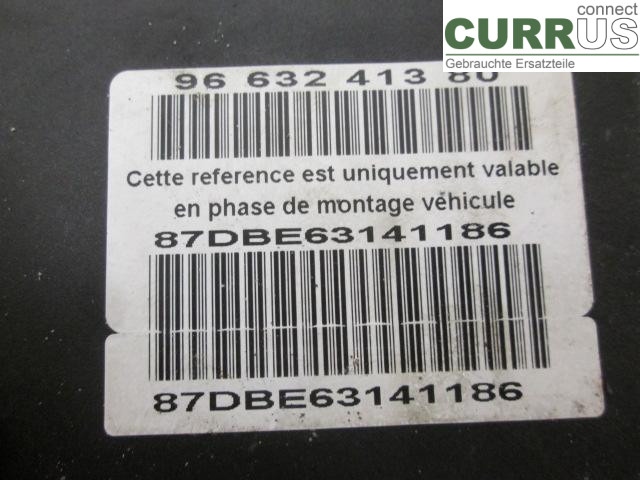 connect
CURRUS
Gebrauchte Ersatzteile
96 632 413 80
Cette reference est uniquement valable
en phase de montage véhicule
87DBE63141186
87DBE63141186